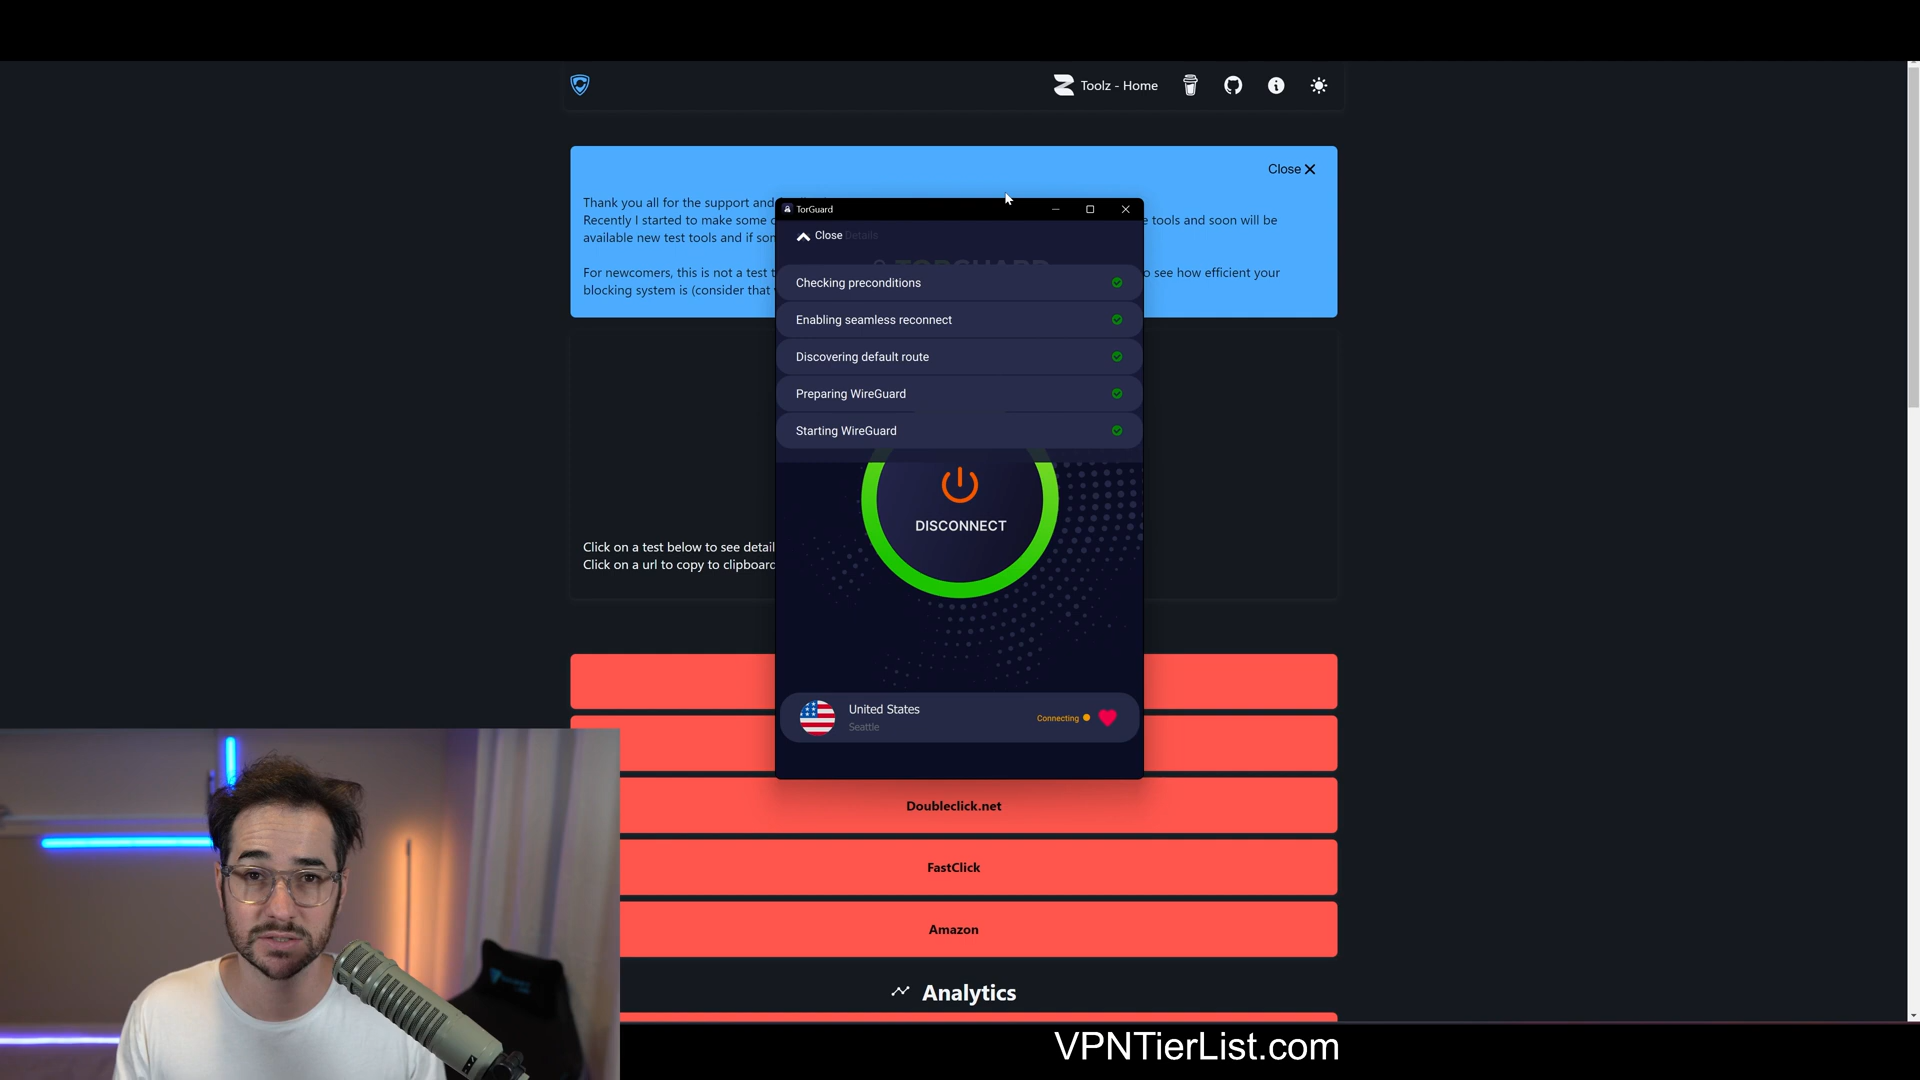 Toolz - Home
Close
Thank you all for the support and
Recently I started to make some
e tools and soon will be
available new test tools and if som
For newcomers, this is not a test t
o see how efficient your
blocking system is (consider that
TorGuard
Close Details
TORGUARD
Checking preconditions
Enabling seamless reconnect
Discovering default route
Preparing WireGuard
Starting WireGuard
DISCONNECT
Click on a test below to see detail
Click on a url to copy to clipboard
United States
Seattle
Connecting
Doubleclick.net
FastClick
Amazon
Analytics
VPNTierList.com